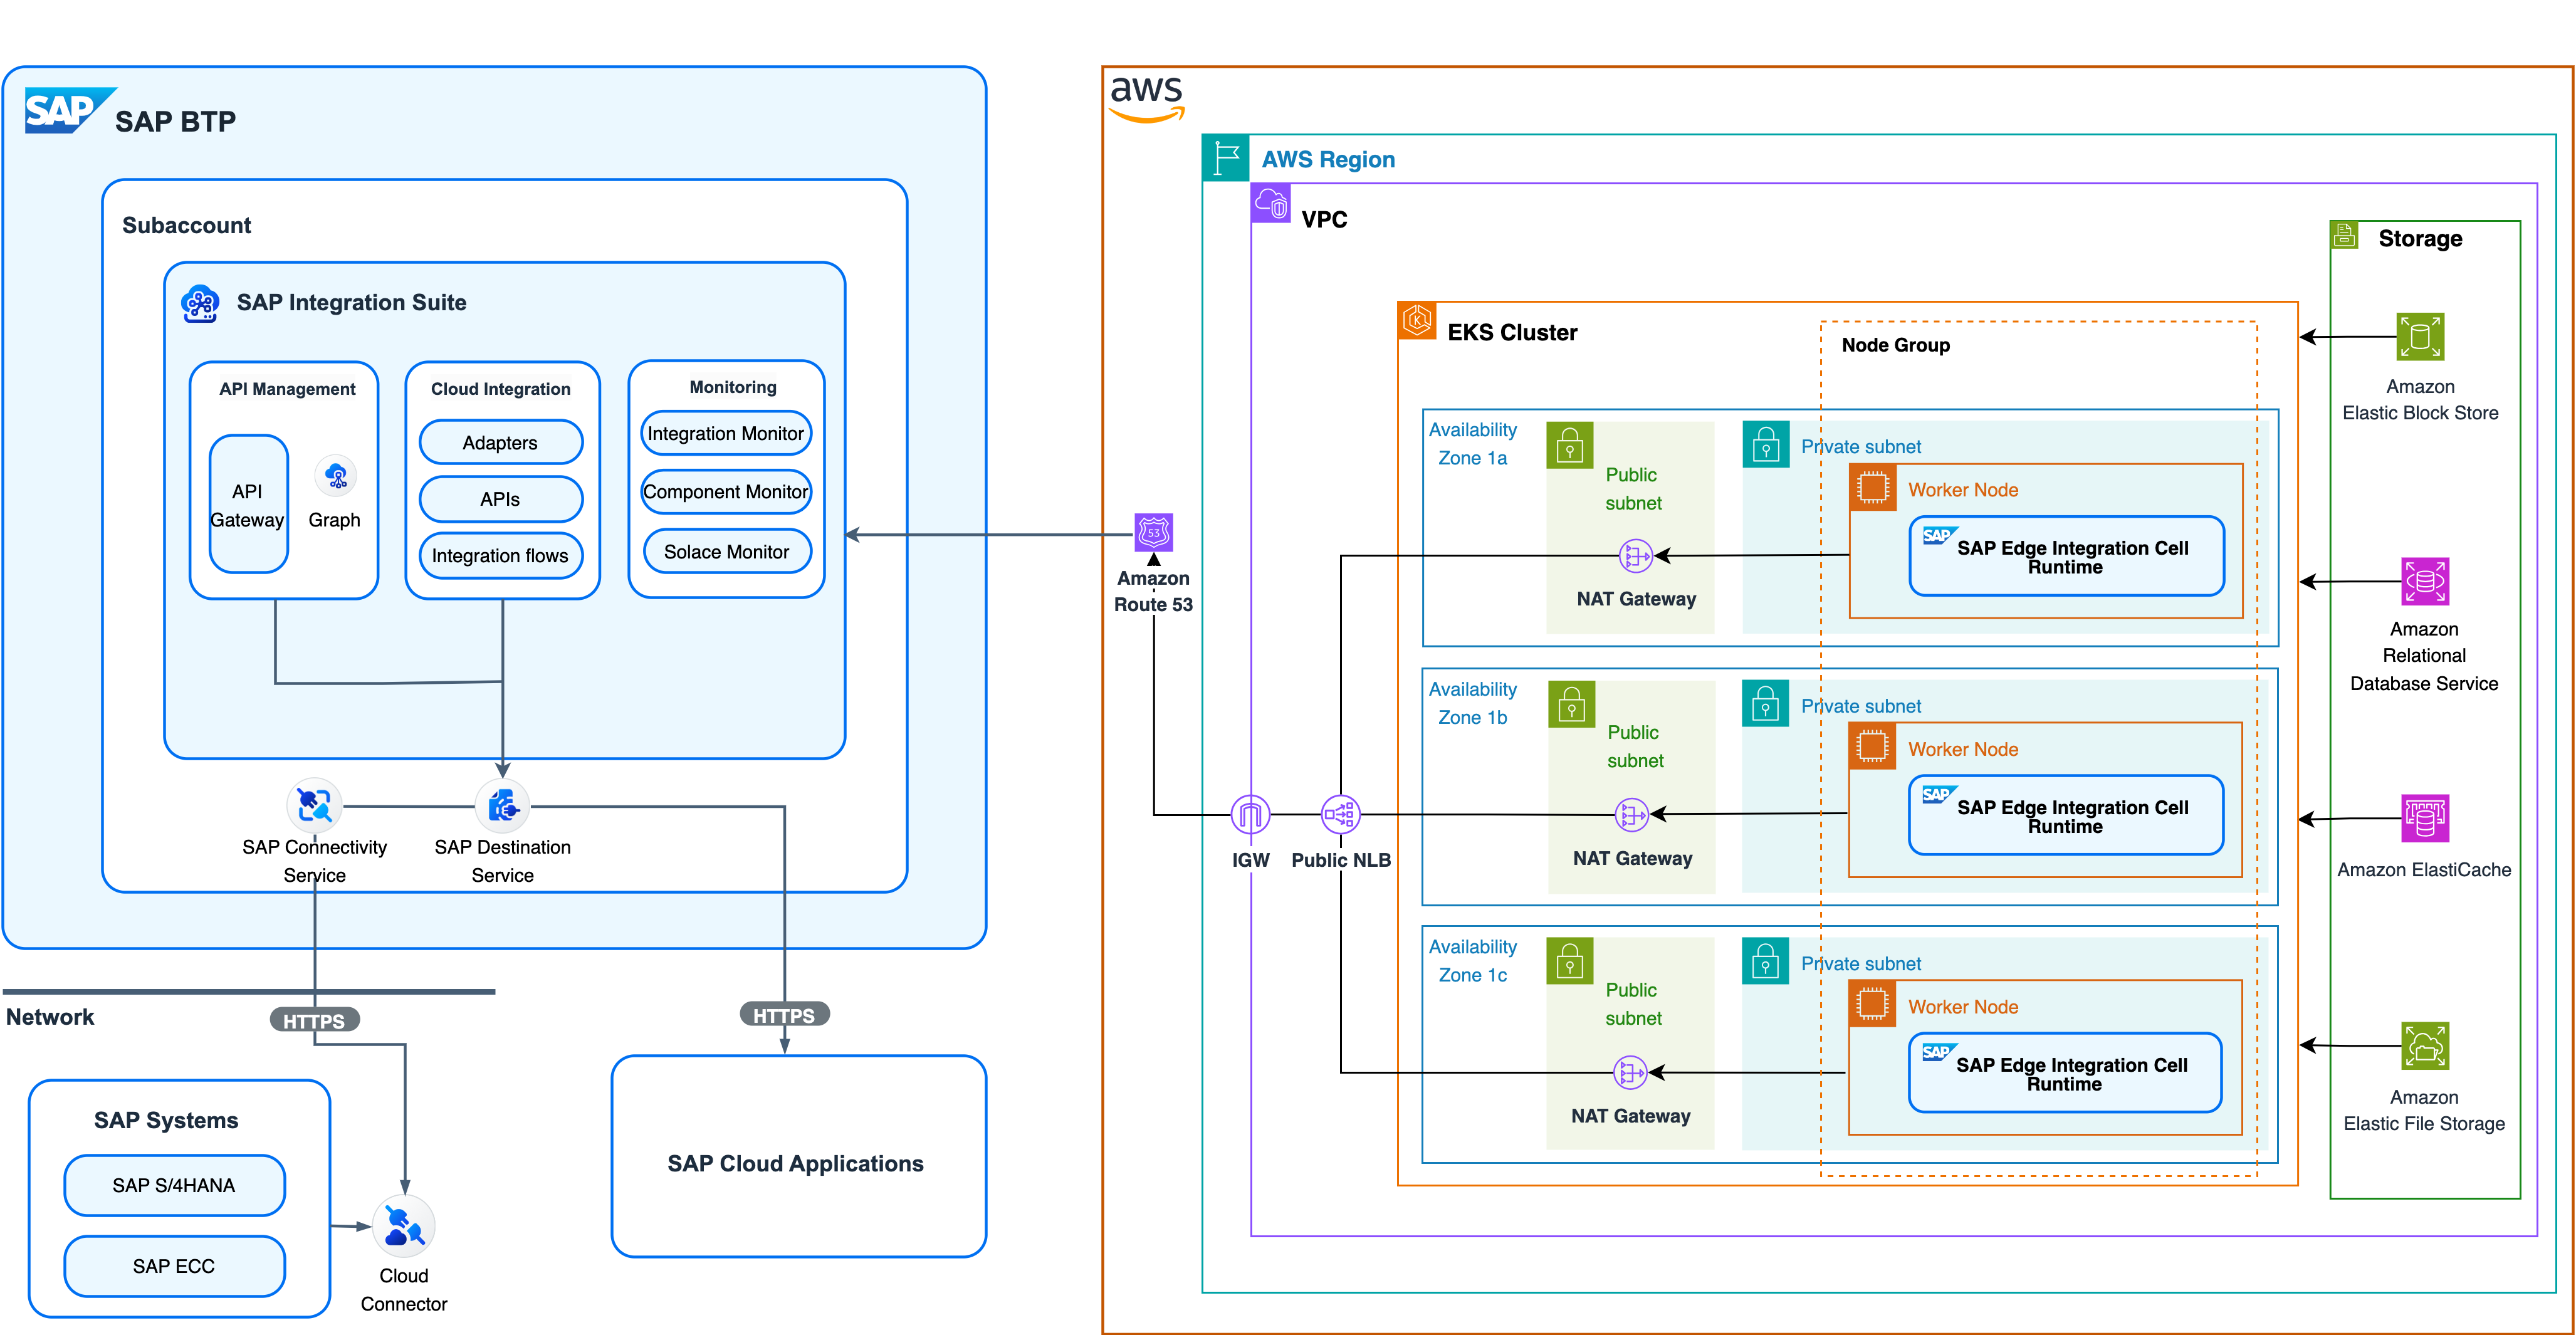 SAP
SAP BTP
Subaccount
SAP Integration Suite
API Management
API
Gateway
Graph
Cloud Integration
Adapters
APIs
Integration flows
Monitoring
Integration Monitor
Component Monitor
Solace Monitor
SAP Connectivity
Service
SAP Destination
Service
Network
HTTPS
HTTPS
SAP Systems
SAP S/4HANA
SAP ECC
Cloud
Connector
SAP Cloud Applications
aws
AWS Region
VPC
53
Amazon
Route 53
IGW
Public NLB
K
EKS Cluster
Node Group
Availability
Zone 1a
Public
subnet
NAT Gateway
Private subnet
Worker Node
SAP
SAP Edge Integration Cell
Runtime
Availability
Zone 1b
Public
subnet
NAT Gateway
Private subnet
Worker Node
SAP
SAP Edge Integration Cell
Runtime
Availability
Zone 1c
Public
subnet
NAT Gateway
Private subnet
Worker Node
SAP
SAP Edge Integration Cell
Runtime
Storage
Amazon
Elastic Block Store
Amazon
Relational
Database Service
Amazon ElastiCache
Amazon
Elastic File Storage